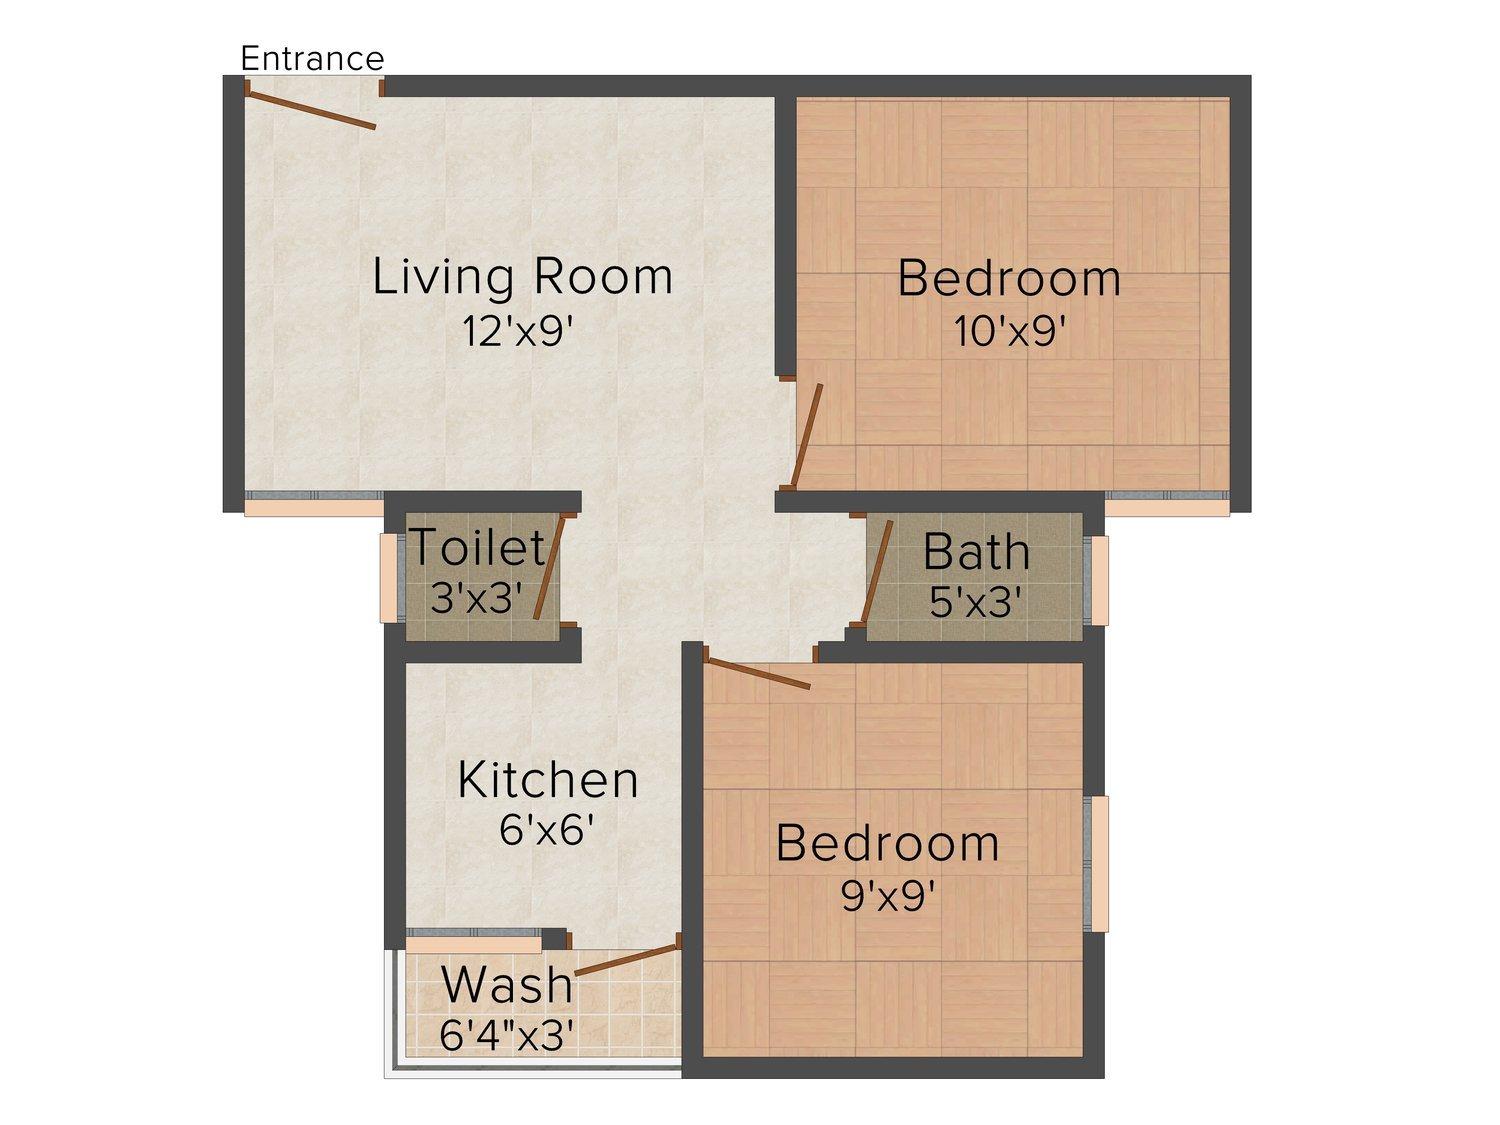 Entrance
Living Room
12'x9'
Bedroom
10'x9'
Toilet
3'x3'
Bath
5'x3'
Kitchen
6'x6'
Bedroom
9'x9'
Wash
6'4"x3'